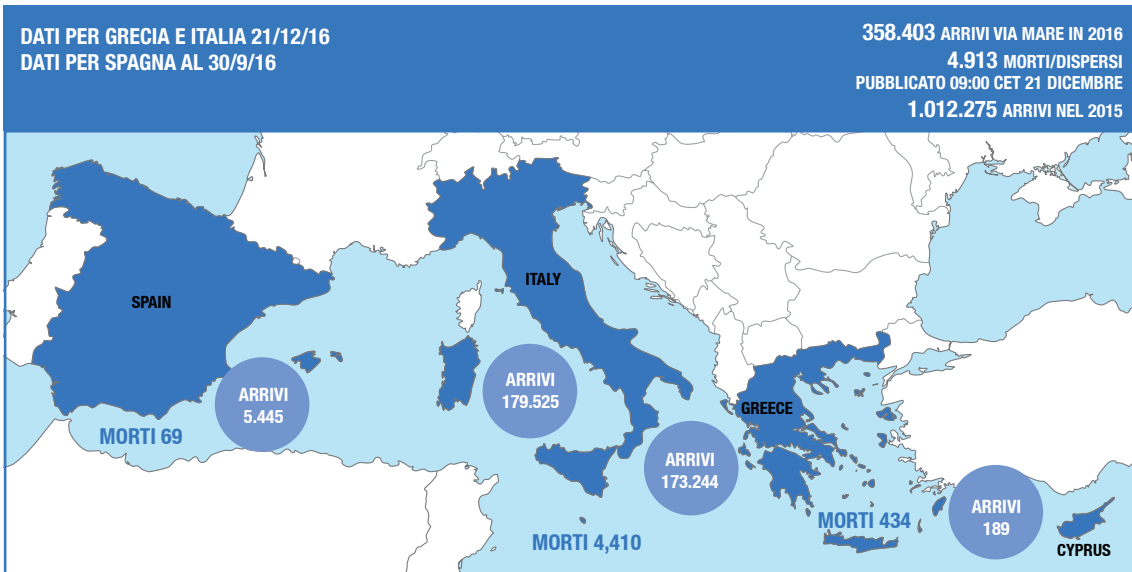 DATI PER GRECIA E ITALIA 21/12/16
DATI PER SPAGNA AL 30/9/16
358.403 ARRIVI VIA MARE IN 2016
4.913 MORTI/DISPERSI
PUBBLICATO 09:00 CET 21 DICEMBRE
1.012.275 ARRIVI NEL 2015
SPAIN
ITALY
ARRIVI
5.445
MORTI 69
ARRIVI
179.525
GREECE
ARRIVI
173.244
MORTI 4,410
MORTI 434
ARRIVI
189
CYPRUS